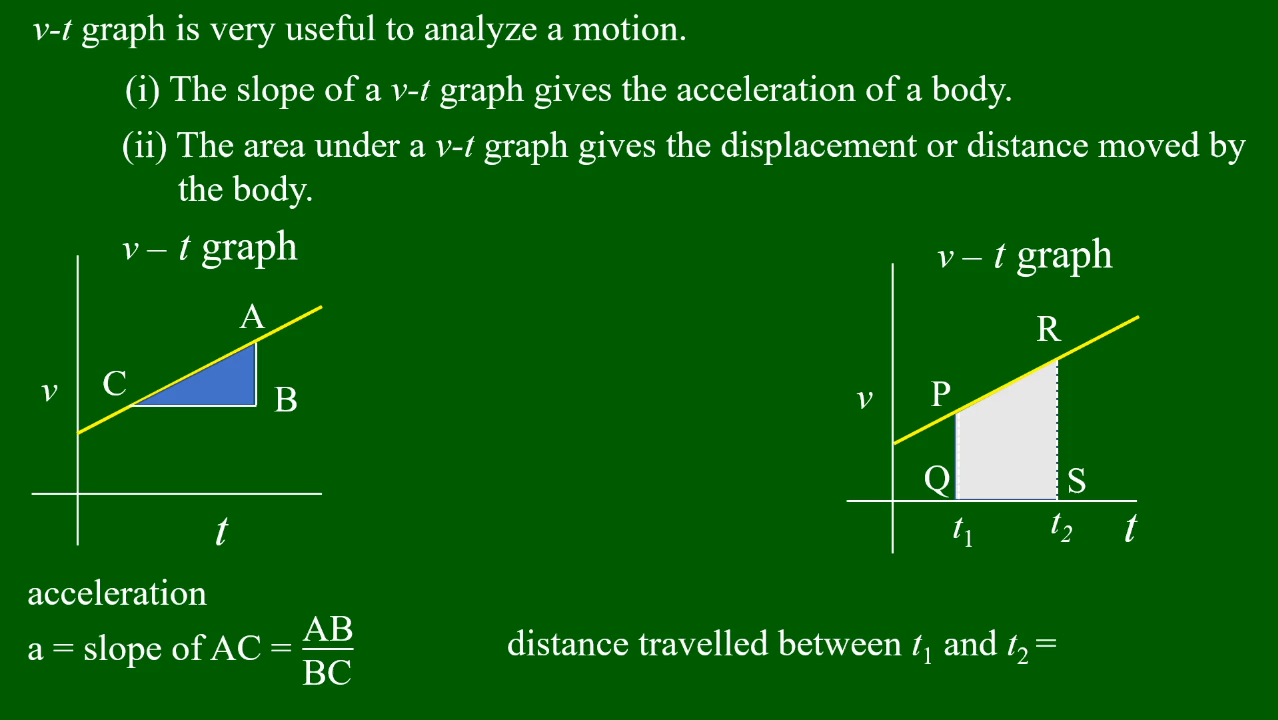 v-t graph is very useful to analyze a motion.
(i) The slope of a v-t graph gives the acceleration of a body.
(ii) The area under a v-t graph gives the displacement or distance moved by
the body.
v – t graph
A
C
B
v
t
acceleration
a = slope of AC = AB/BC
v – t graph
R
P
v
Q
S
t₁
t₂
t
distance travelled between t₁ and t₂ =